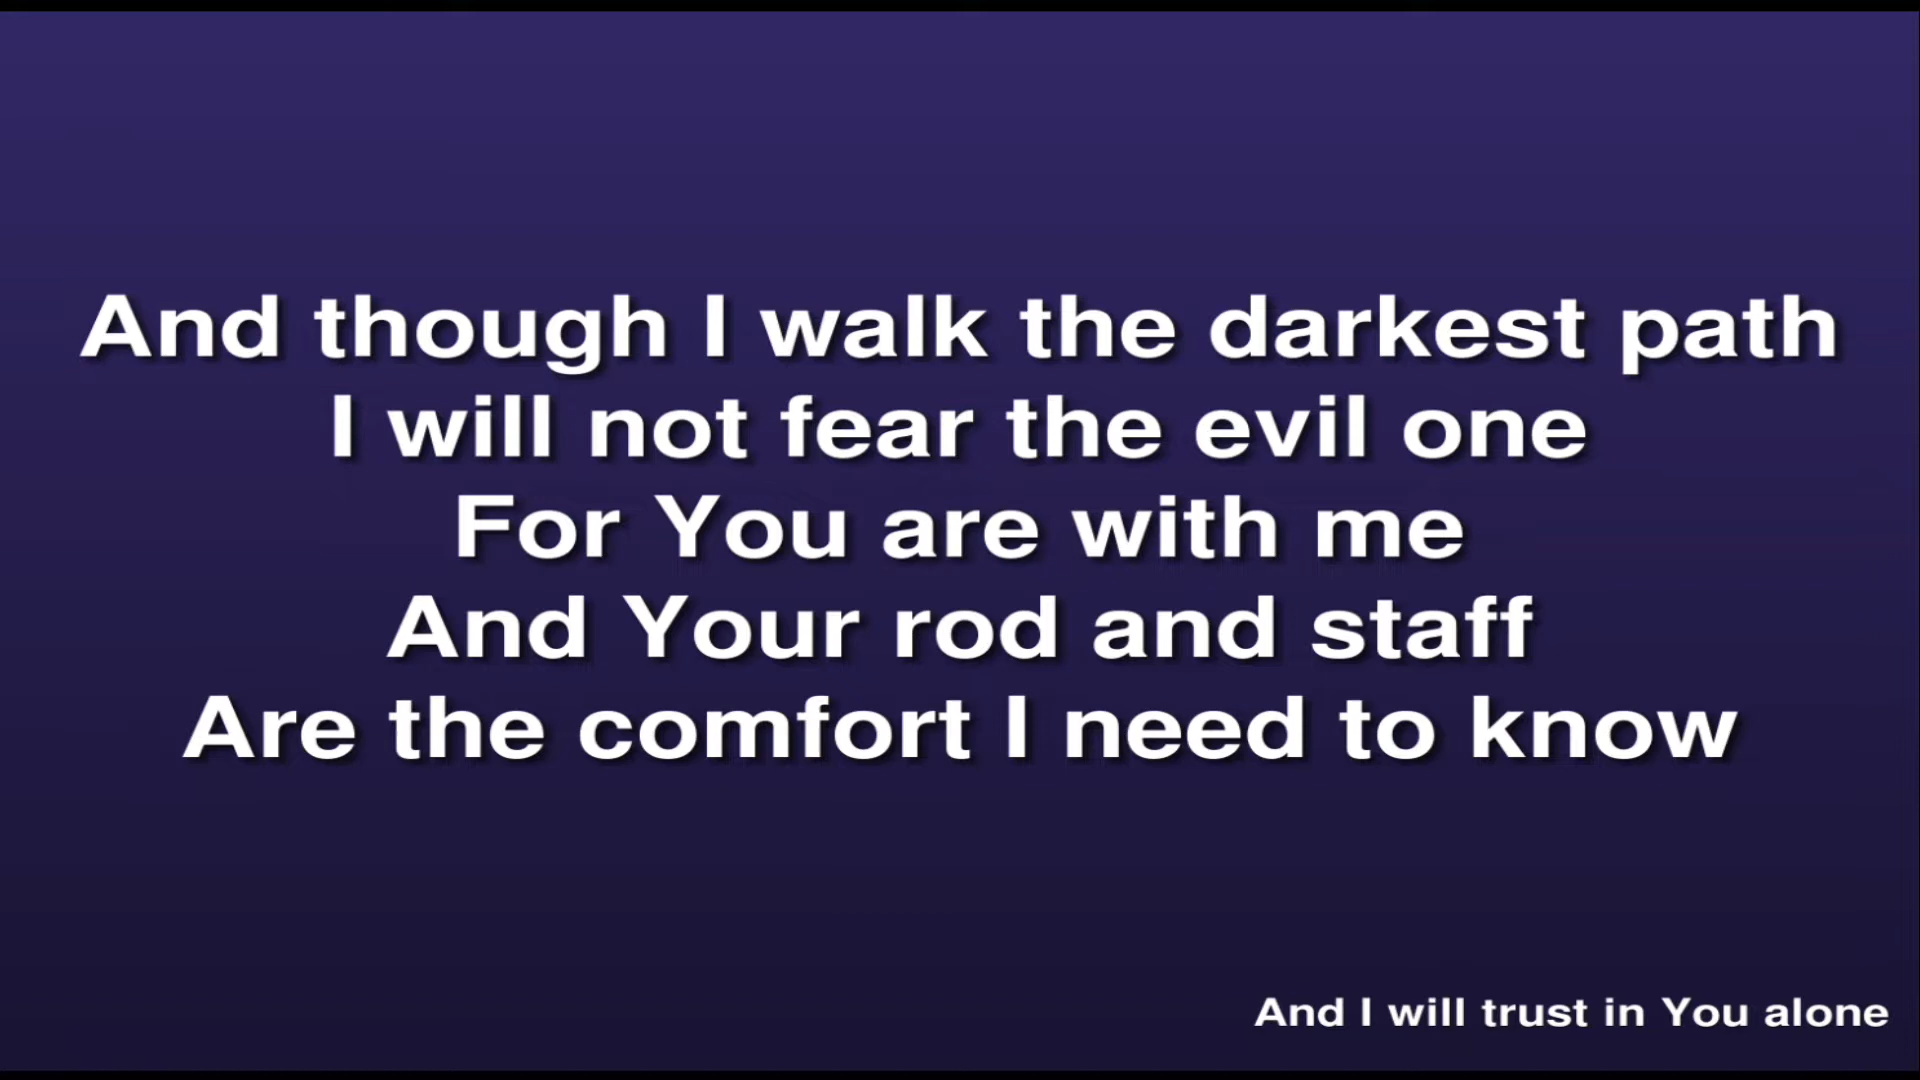 And though I walk the darkest path
I will not fear the evil one
For You are with me
And Your rod and staff
Are the comfort I need to know
And I will trust in You alone